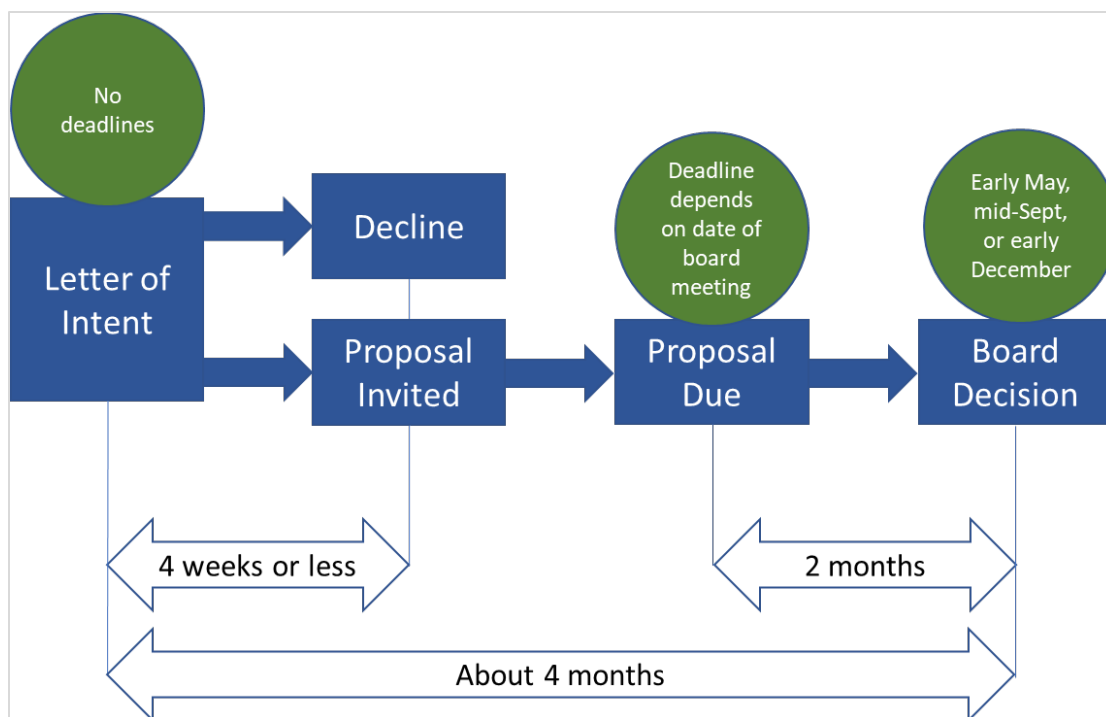 No
deadlines
Letter of
Intent
Decline
Proposal
Invited
Deadline
depends
on date of
board
meeting
Proposal
Due
Early May,
mid-Sept,
or early
December
Board
Decision
4 weeks or less
2 months
About 4 months